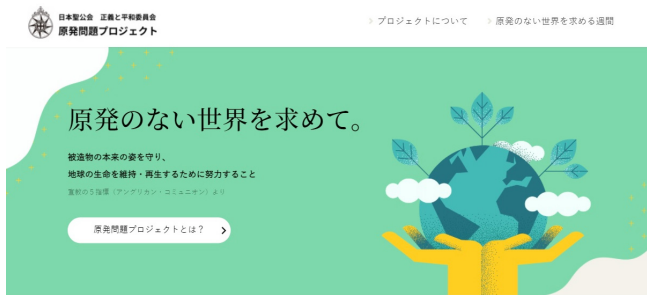 日本聖公会 正義と平和委員会
原発問題プロジェクト
プロジェクトについて
原発のない世界を求める週間
原発のない世界を求めて。
被造物の本来の姿を守り、
地球の生命を維持・再生するために努力すること
宣教の5指標(アングリカン・コミュニオン)より
原発問題プロジェクトとは?